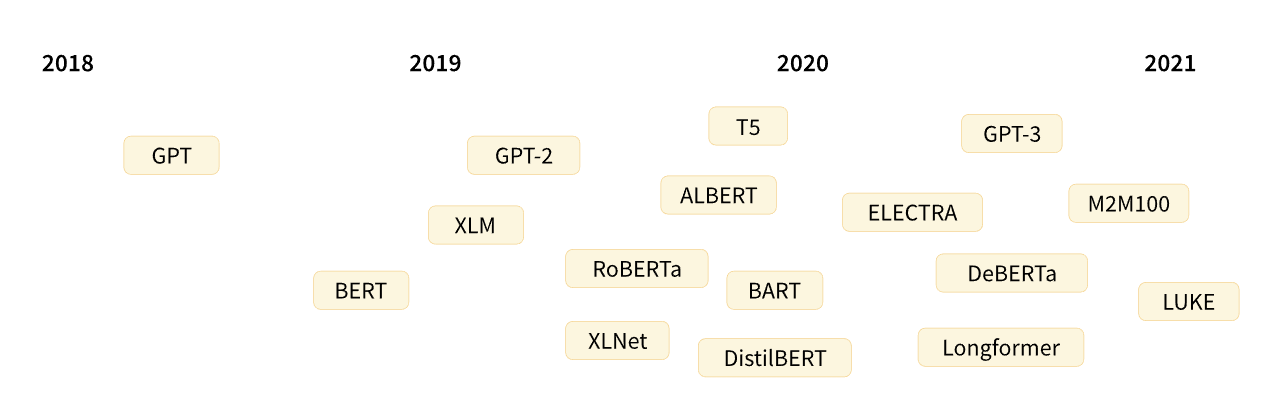 2018 2019 2020 2021
T5
GPT-3
GPT
GPT-2
ALBERT
M2M100
ELECTRA
XLM
RoBERTa
DeBERTa
BERT
BART
LUKE
XLNet
Longformer
DistilBERT